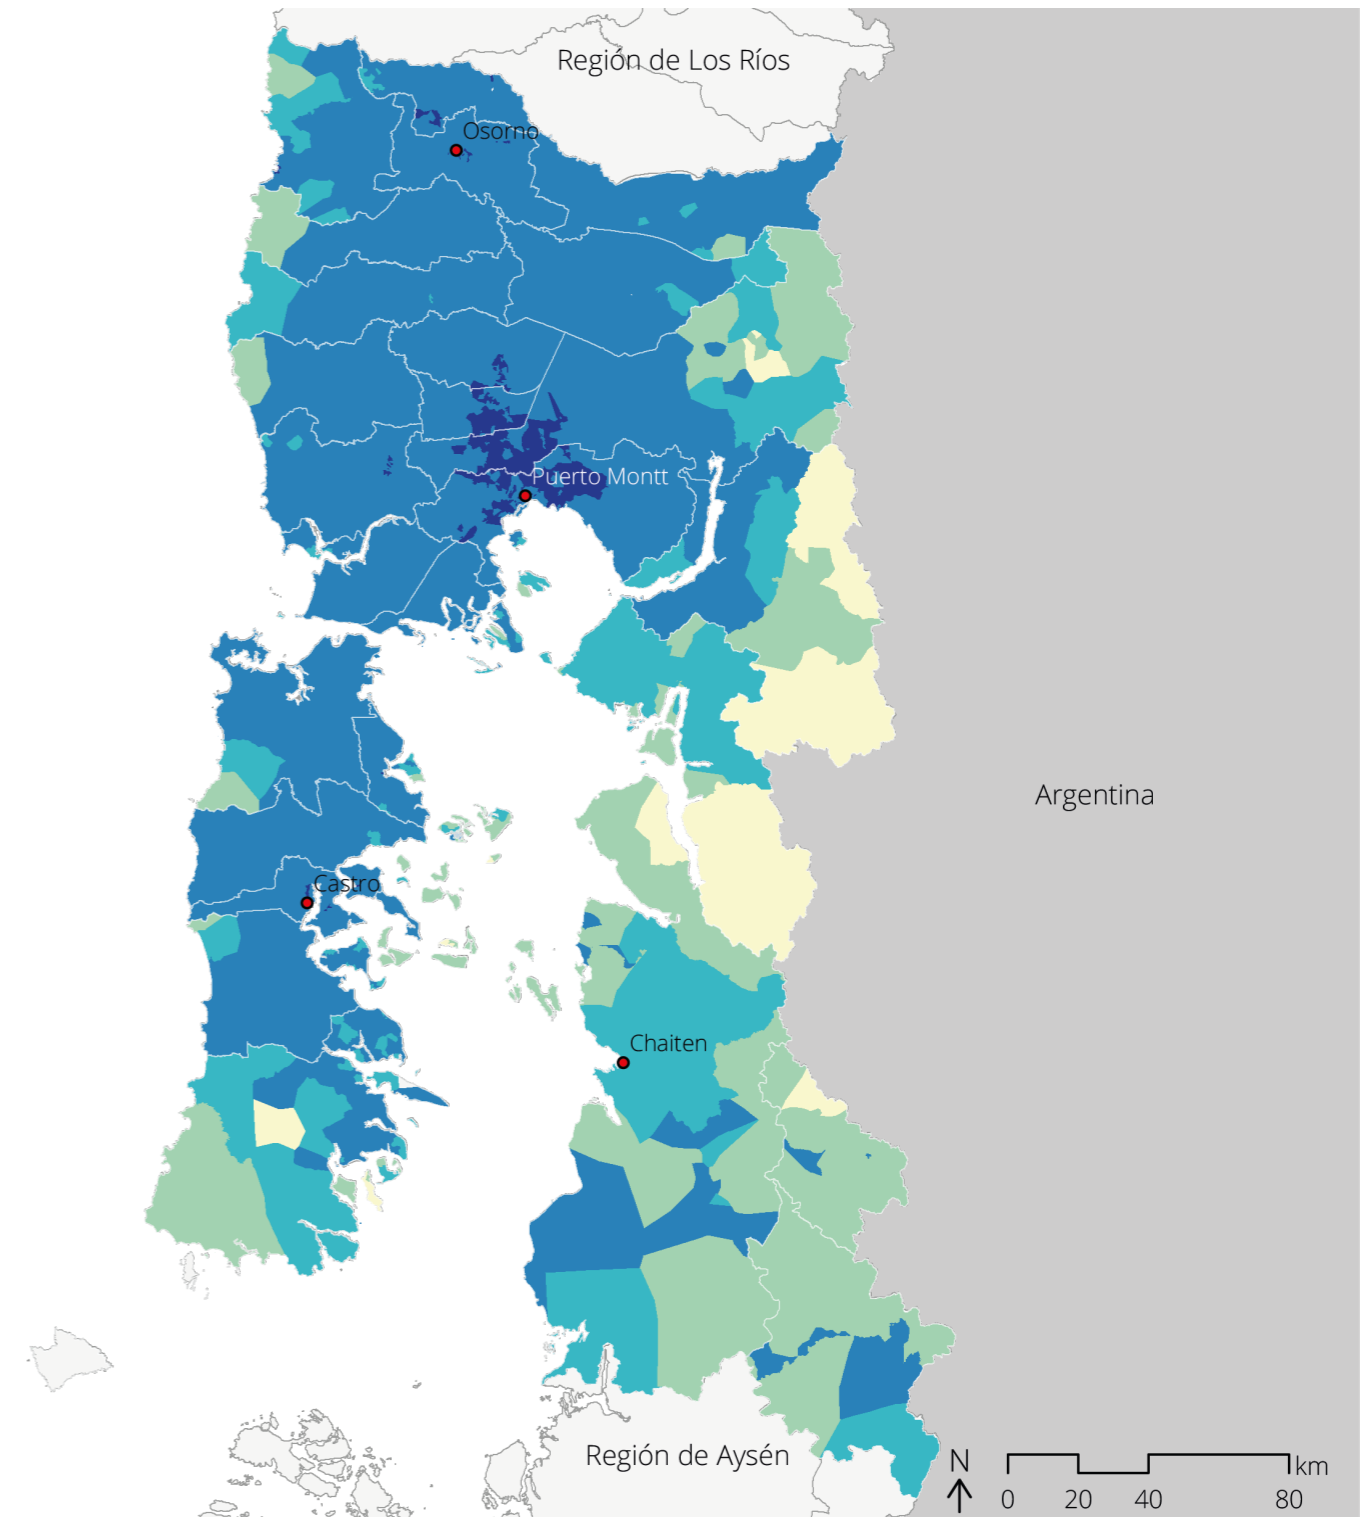 Región de Los Ríos
Osorno
Puerto Montt
Argentina
Castro
Chaiten
Región de Aysén
N
km
0 20 40 80